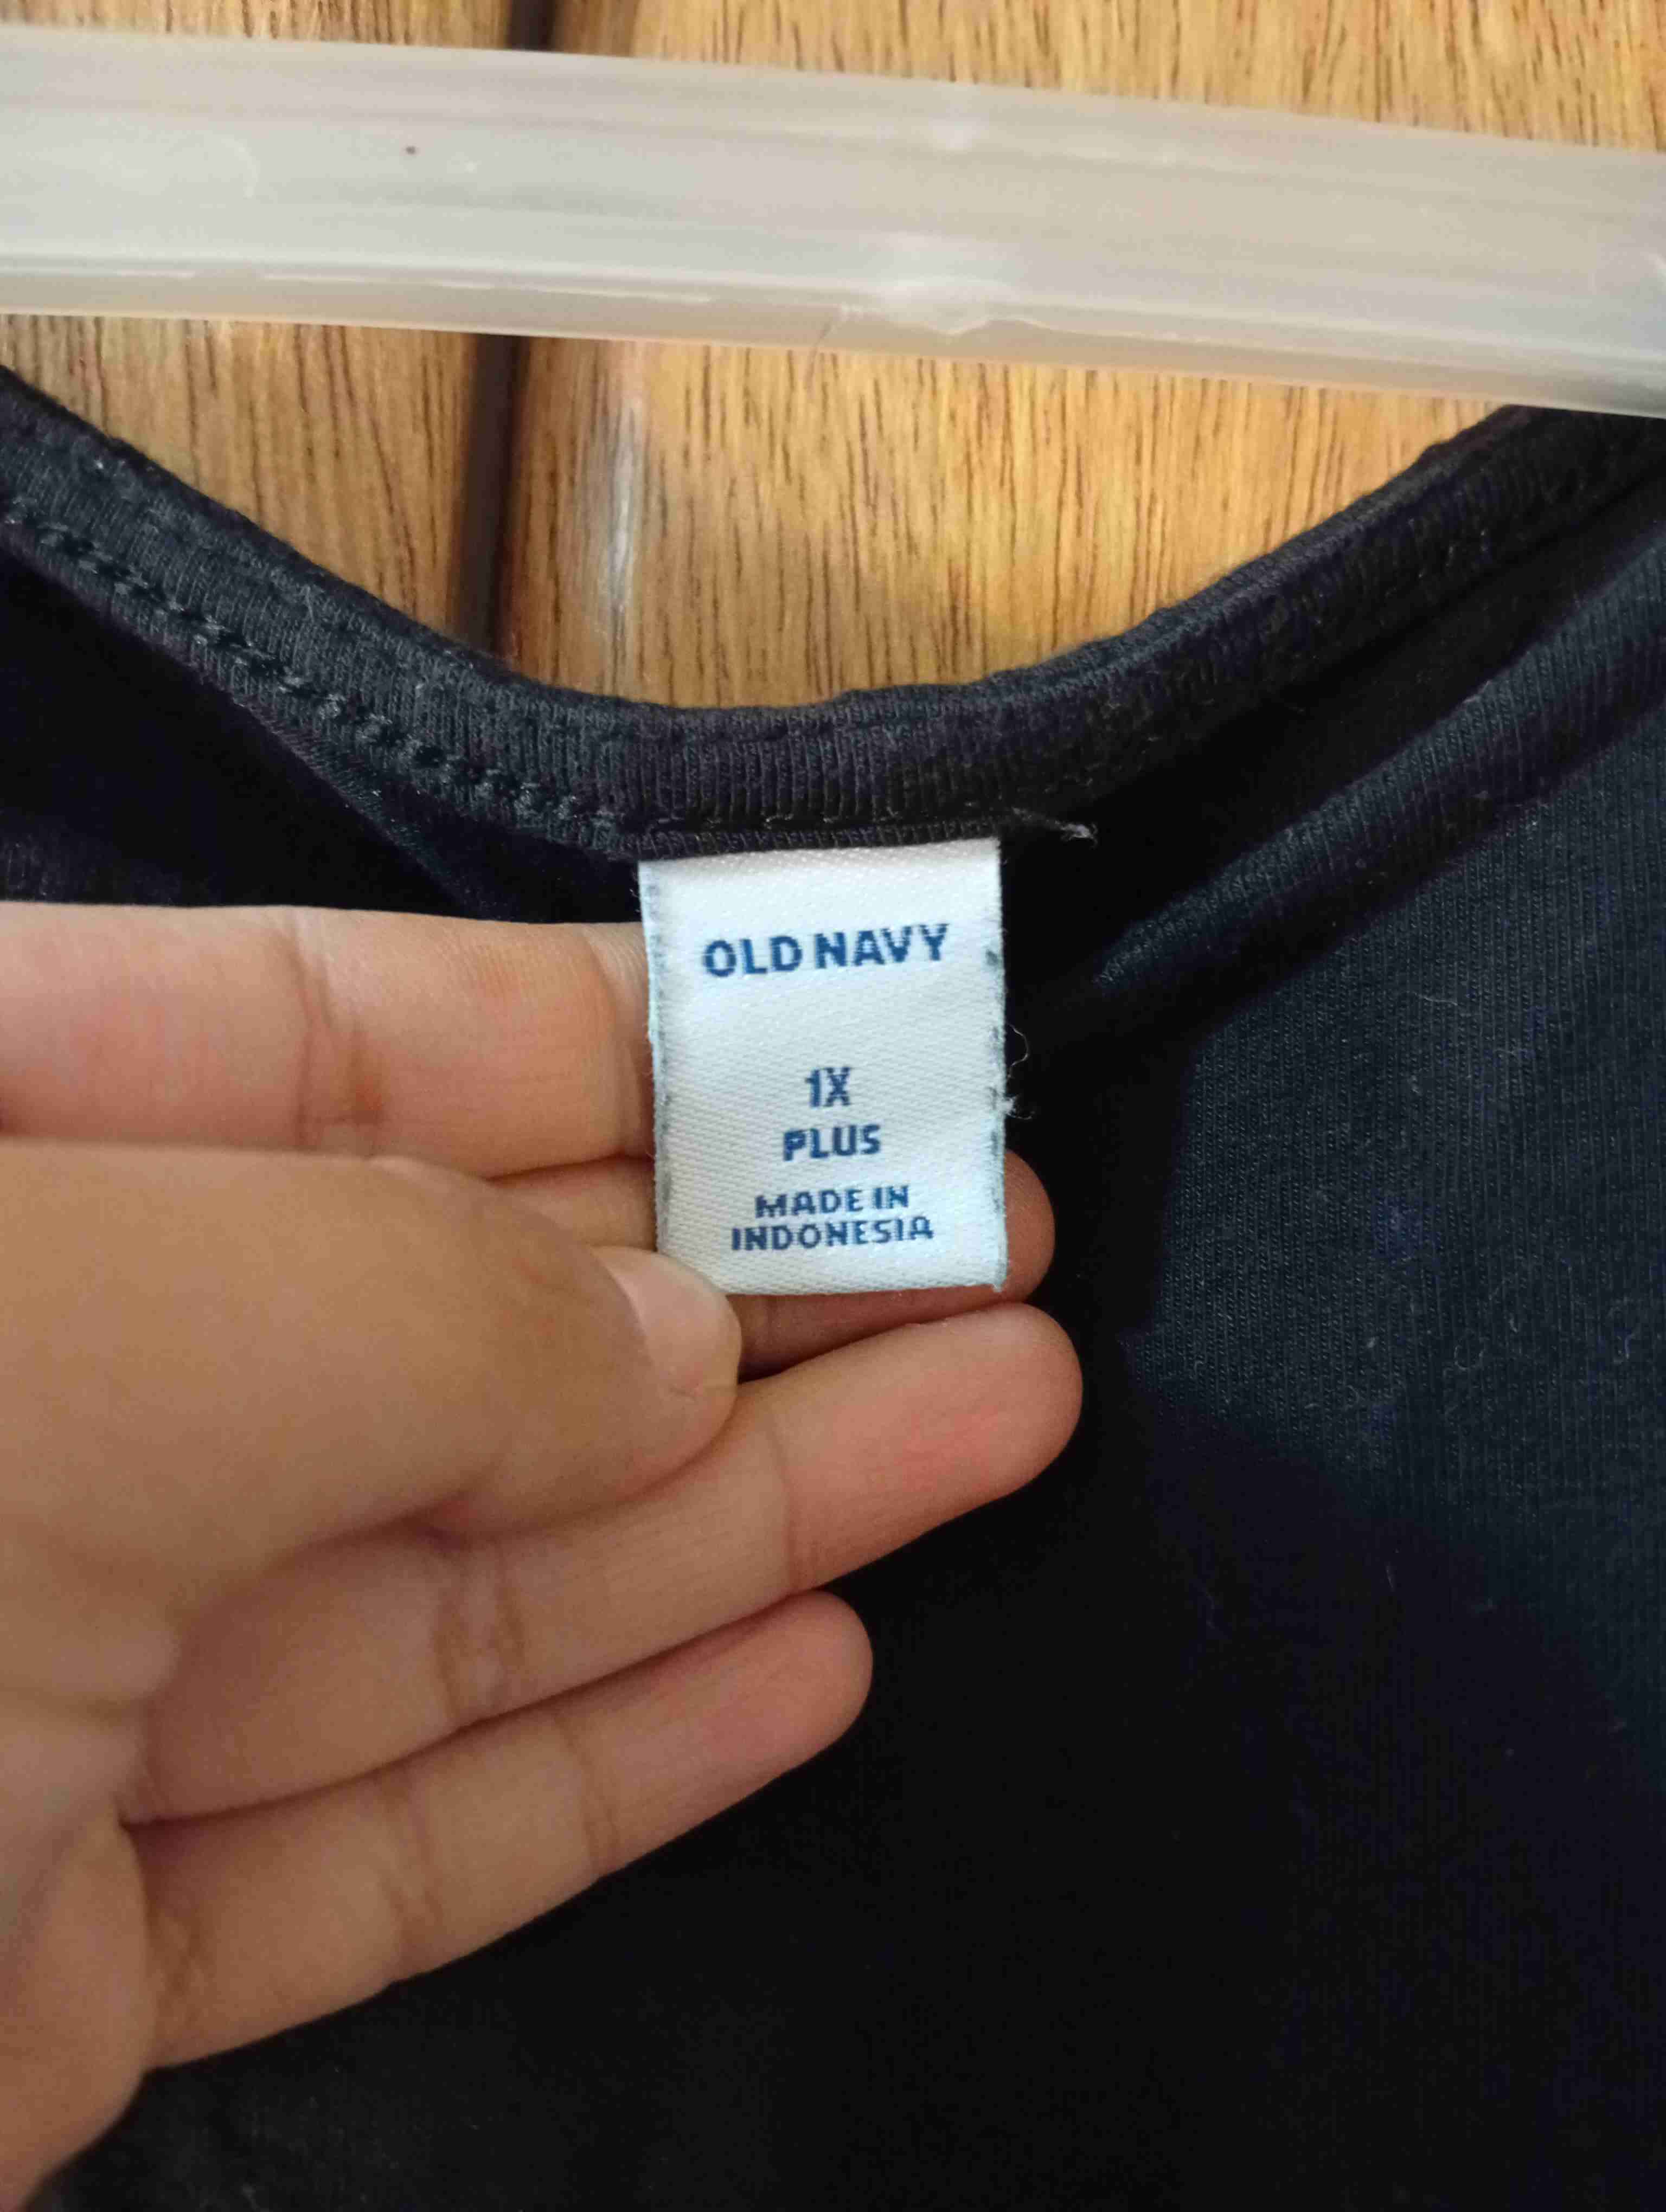 OLD NAVY
1X
PLUS
MADE IN
INDONESIA